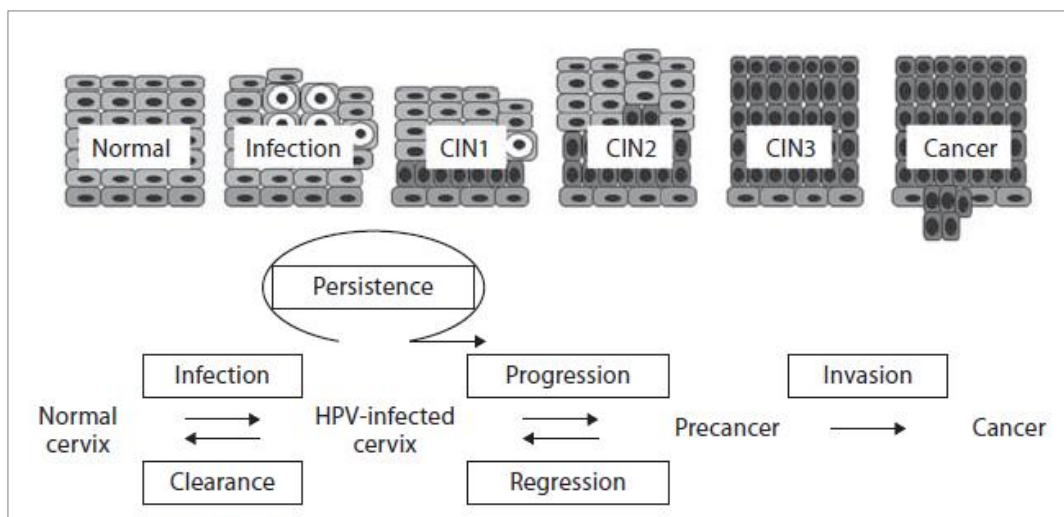 Normal
Infection
CIN1
CIN2
CIN3
Cancer
Persistence
Infection
Progression
Invasion
Normal
cervix
HPV-infected
cervix
Precancer
Cancer
Clearance
Regression